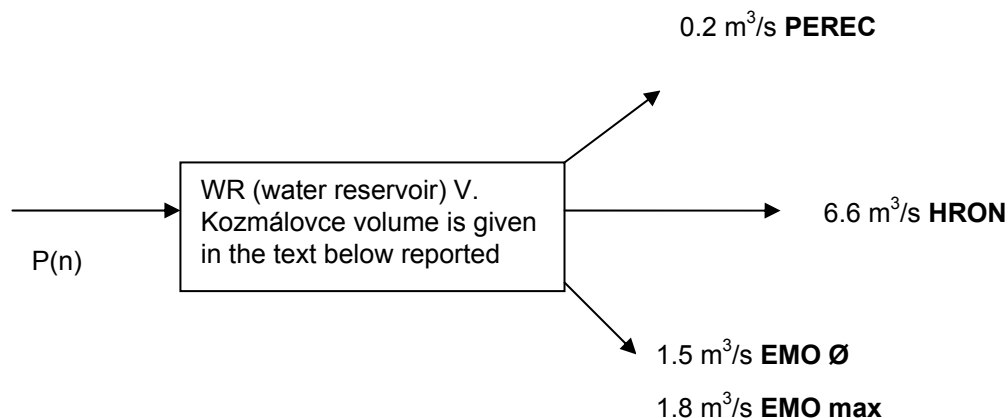 0.2 m³/s PEREC
WR (water reservoir) V.
Kozmálovce volume is given
in the text below reported
6.6 m³/s HRON
P(n)
1.5 m³/s EMO Ø
1.8 m³/s EMO max